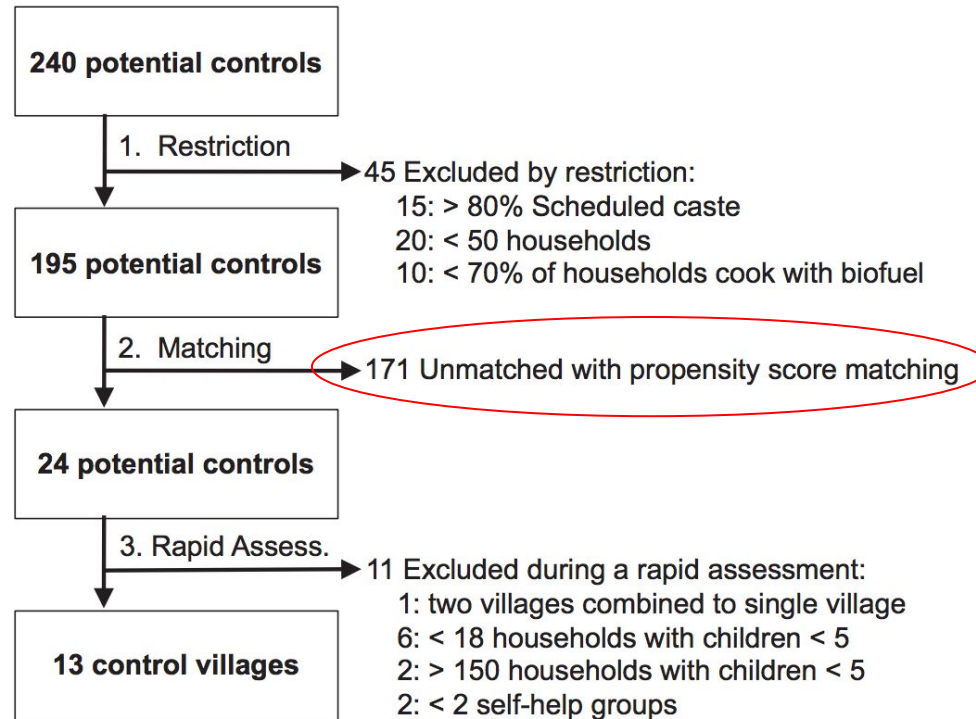 240 potential controls
1. Restriction
45 Excluded by restriction:
15: > 80% Scheduled caste
20: < 50 households
10: < 70% of households cook with biofuel
195 potential controls
2. Matching
171 Unmatched with propensity score matching
24 potential controls
3. Rapid Assess.
11 Excluded during a rapid assessment:
1: two villages combined to single village
6: < 18 households with children < 5
2: > 150 households with children < 5
2: < 2 self-help groups
13 control villages